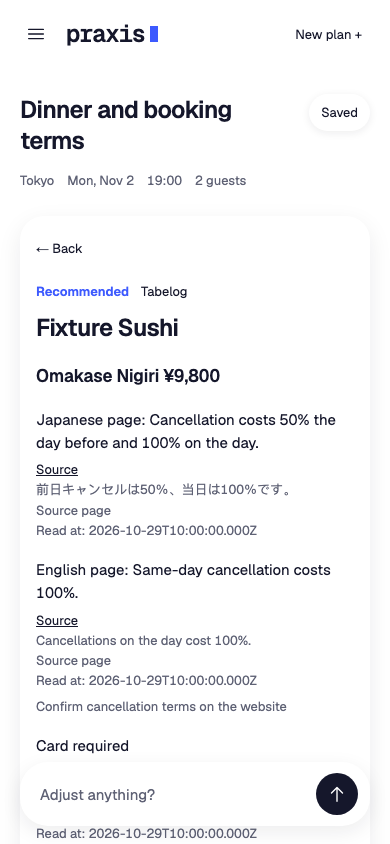 praxis
New plan +
Dinner and booking
terms
Saved
Tokyo Mon, Nov 2 19:00 2 guests
← Back
Recommended Tabelog
Fixture Sushi
Omakase Nigiri ¥9,800
Japanese page: Cancellation costs 50% the
day before and 100% on the day.
Source
前日キャンセルは50%、当日は100%です。
Source page
Read at: 2026-10-29T10:00:00.000Z
English page: Same-day cancellation costs
100%.
Source
Cancellations on the day cost 100%.
Source page
Read at: 2026-10-29T10:00:00.000Z
Confirm cancellation terms on the website
Card required
Adjust anything?
Read at: 2026-10-29T10:00:00.000Z